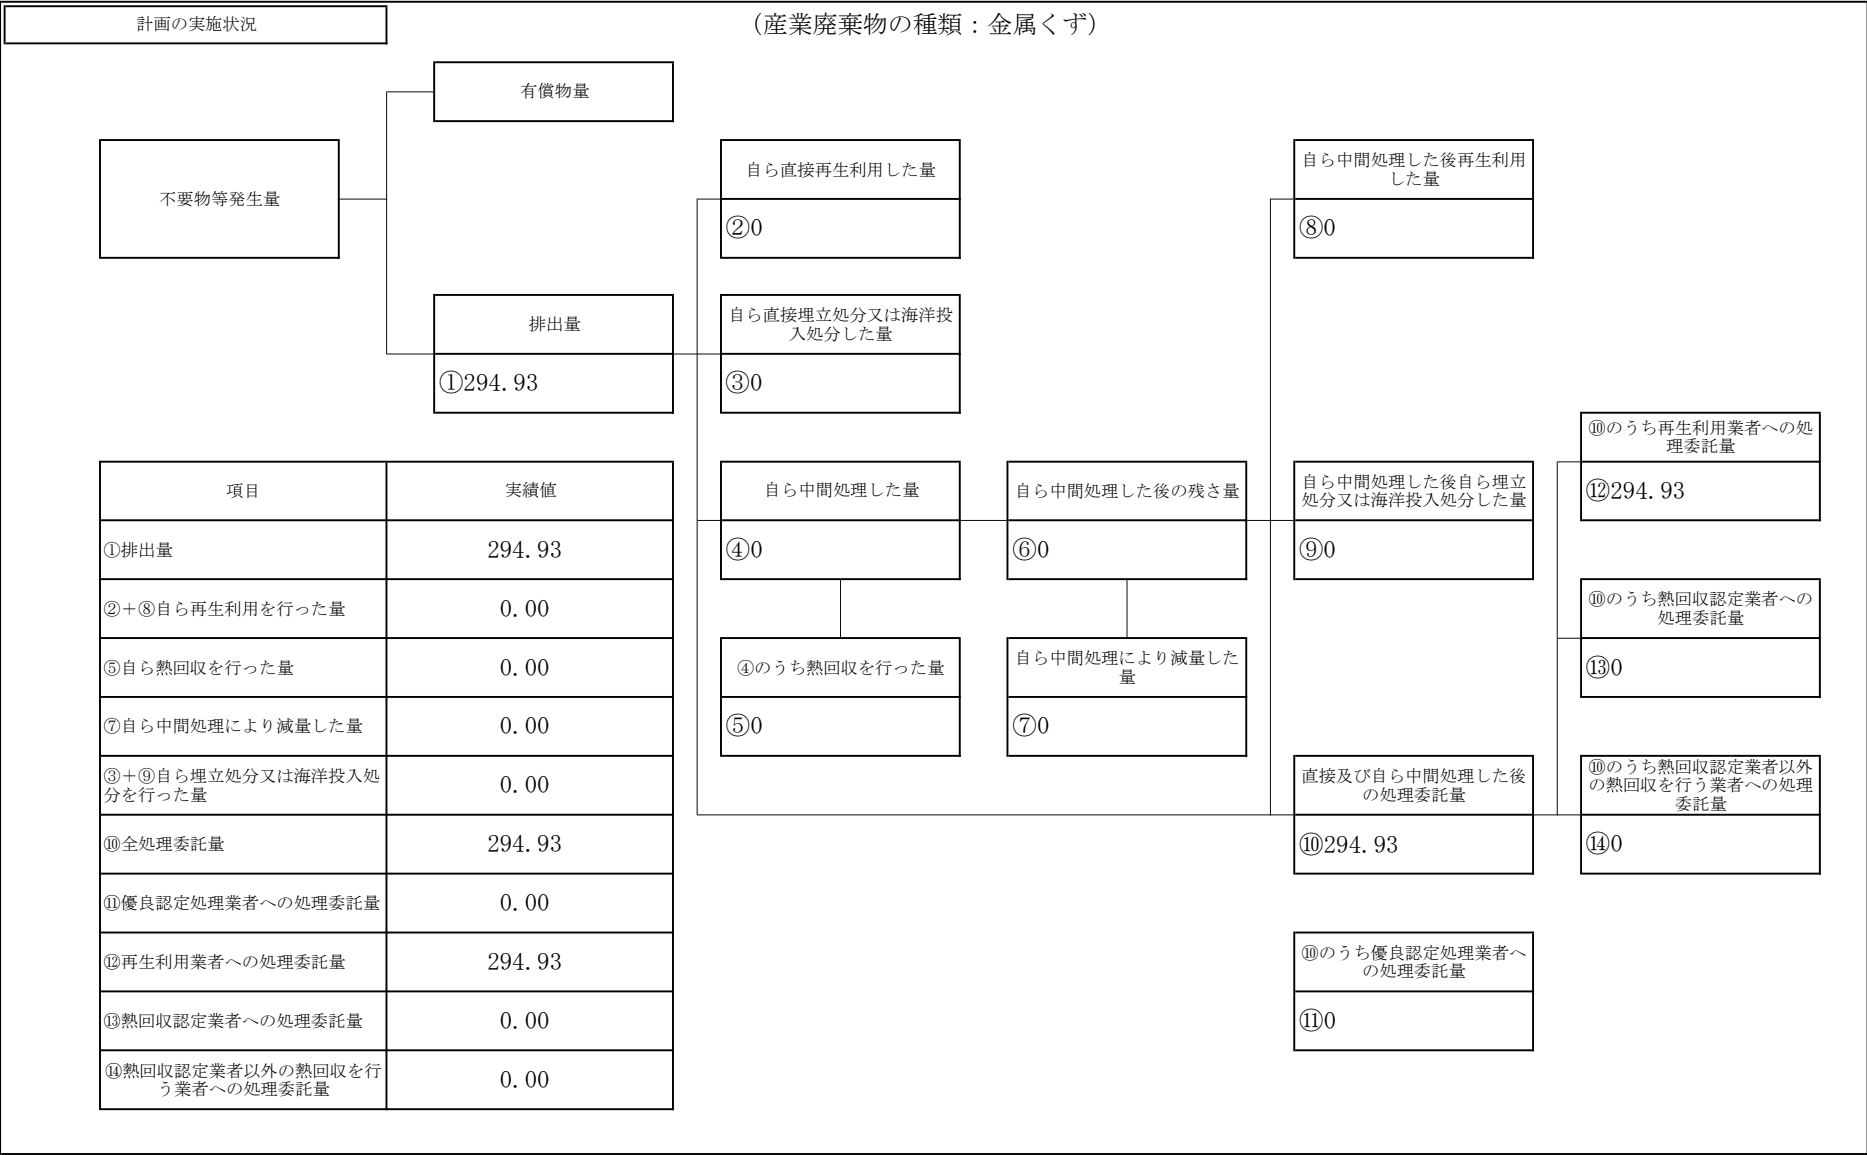 計画の実施状況
（産業廃棄物の種類：金属くず）
有償物量
不要物等発生量
自ら直接再生利用した量
②0
自ら中間処理した後再生利用
した量
⑧0
排出量
①294.93
自ら直接埋立処分又は海洋投
入処分した量
③0
⑩のうち再生利用業者への処
理委託量
⑫294.93
自ら中間処理した量
④0
自ら中間処理した後の残さ量
⑥0
自ら中間処理した後自ら埋立
処分又は海洋投入処分した量
⑨0
⑩のうち熱回収認定業者への
処理委託量
⑬0
④のうち熱回収を行った量
⑤0
自ら中間処理により減量した
量
⑦0
直接及び自ら中間処理した後
の処理委託量
⑩294.93
⑩のうち熱回収認定業者以外
の熱回収を行う業者への処理
委託量
⑭0
⑩のうち優良認定処理業者へ
の処理委託量
⑪0
項目 実績値
①排出量 294.93
②＋⑧自ら再生利用を行った量 0.00
⑤自ら熱回収を行った量 0.00
⑦自ら中間処理により減量した量 0.00
③＋⑨自ら埋立処分又は海洋投入処
分を行った量 0.00
⑩全処理委託量 294.93
⑪優良認定処理業者への処理委託量 0.00
⑫再生利用業者への処理委託量 294.93
⑬熱回収認定業者への処理委託量 0.00
⑭熱回収認定業者以外の熱回収を行
う業者への処理委託量 0.00